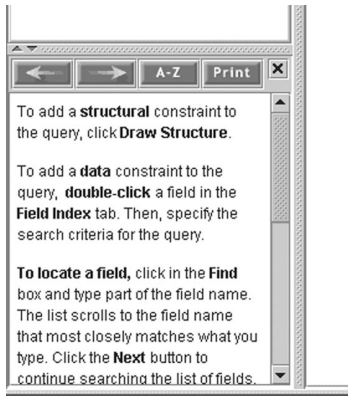 A-Z Print
To add a structural constraint to
the query, click Draw Structure.
To add a data constraint to the
query, double-click a field in the
Field Index tab. Then, specify the
search criteria for the query.
To locate a field, click in the Find
box and type part of the field name.
The list scrolls to the field name
that most closely matches what you
type. Click the Next button to
continue searching the list of fields.